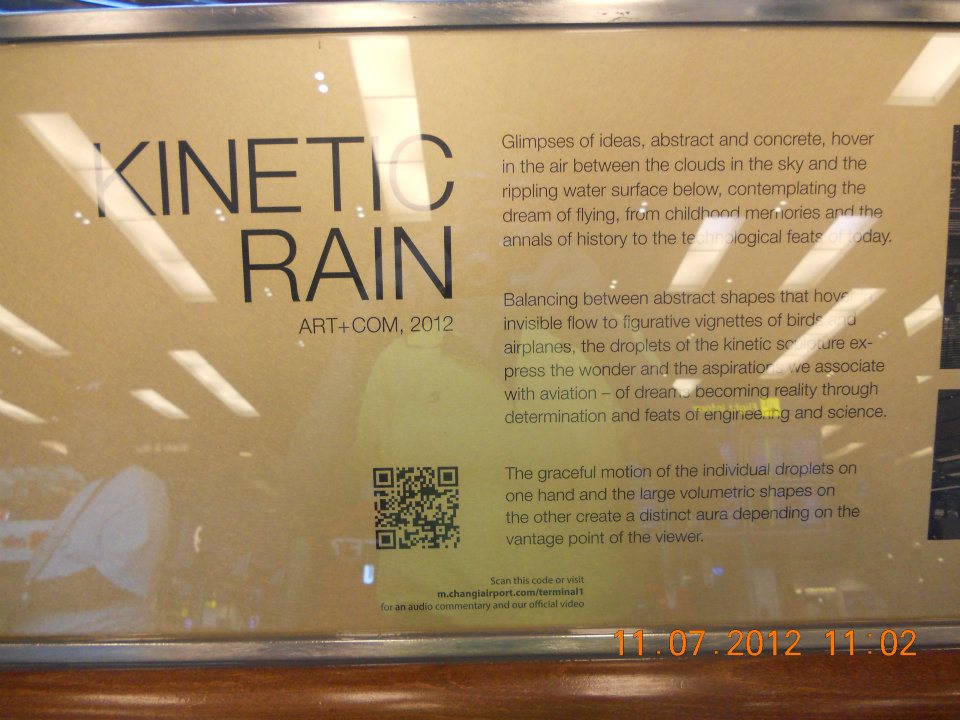 KINETIC
RAIN
ART+COM, 2012
Glimpses of ideas, abstract and concrete, hover
in the air between the clouds in the sky and the
rippling water surface below, contemplating the
dream of flying, from childhood memories and the
annals of history to the technological feats of today.
Balancing between abstract shapes that hover in
invisible flow to figurative vignettes of birds and
airplanes, the droplets of the kinetic sculpture ex-
press the wonder and the aspirations we associate
with aviation – of dreams becoming reality through
determination and feats of engineering and science.
The graceful motion of the individual droplets on
one hand and the large volumetric shapes on
the other create a distinct aura depending on the
vantage point of the viewer.
Scan this code or visit
m.changiairport.com/terminal1
for an audio commentary and our official video
11.07.2012 11:02